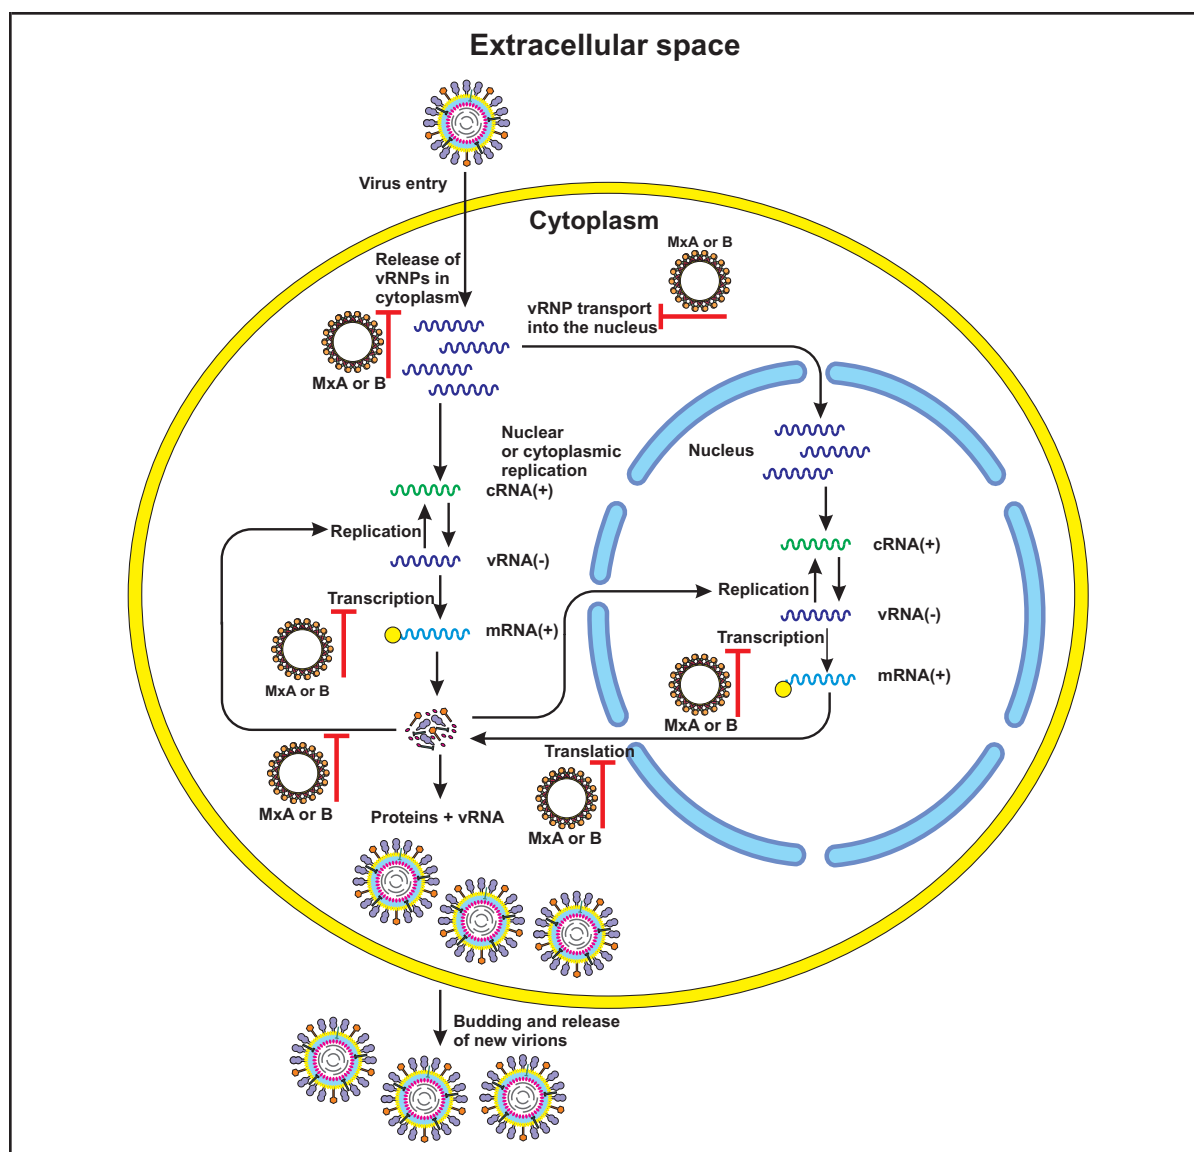 Extracellular space
Virus entry
Cytoplasm
MxA or B
Release of
vRNPs in
cytoplasm
vRNP transport
into the nucleus
MxA or B
Nuclear
or cytoplasmic
replication
Nucleus
cRNA(+)
Replication
vRNA(-)
cRNA(+)
Replication
vRNA(-)
Transcription
mRNA(+)
Transcription
mRNA(+)
MxA or B
MxA or B
Translation
MxA or B
Proteins + vRNA
MxA or B
Budding and release
of new virions